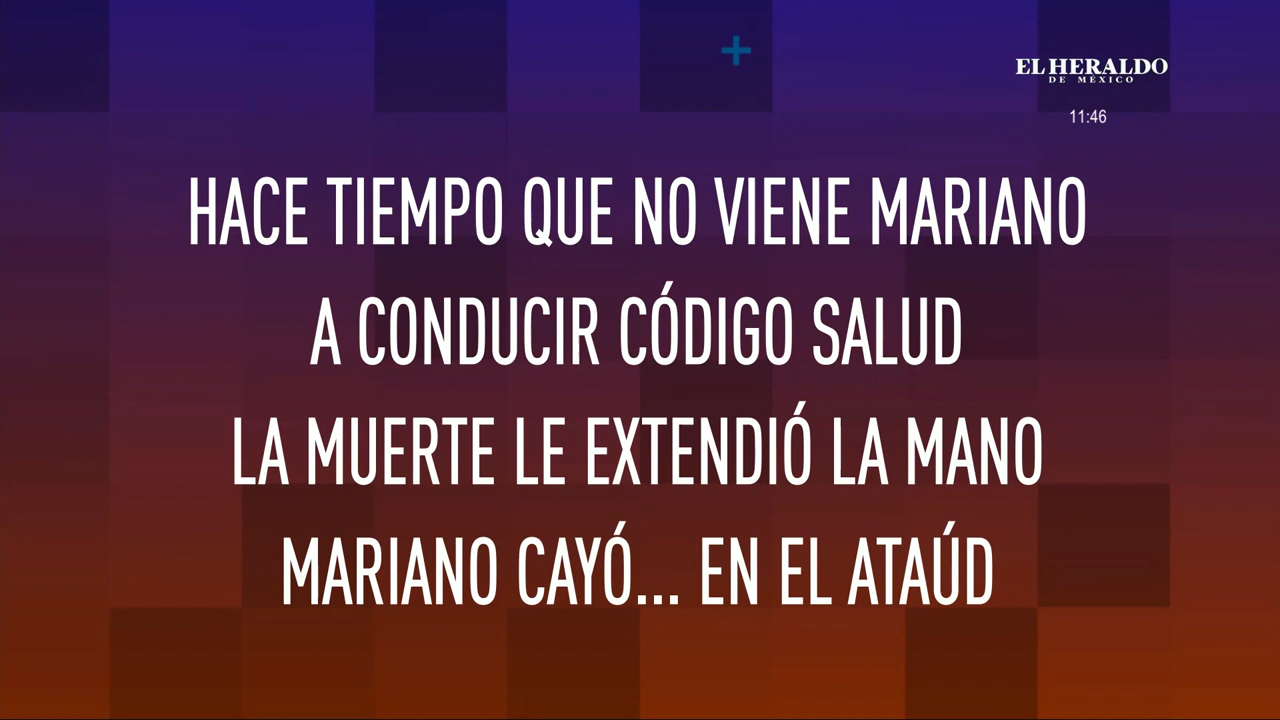 EL HERALDO
DE MÉXICO
11:46
HACE TIEMPO QUE NO VIENE MARIANO
A CONDUCIR CÓDIGO SALUD
LA MUERTE LE EXTENDIÓ LA MANO
MARIANO CAYÓ... EN EL ATAÚD